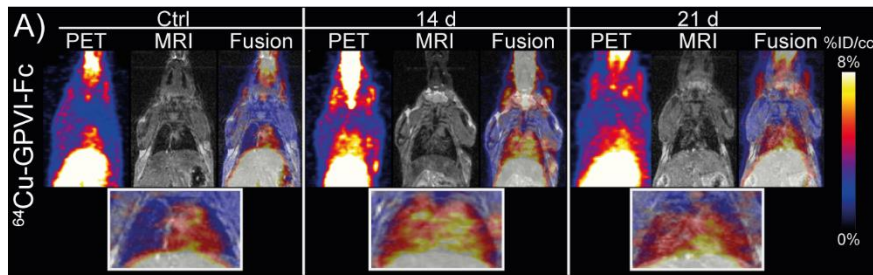 A)
Ctrl 14 d 21 d
PET MRI Fusion PET MRI Fusion PET MRI Fusion
%ID/cc
8%
64Cu-GPVI-Fc
0%